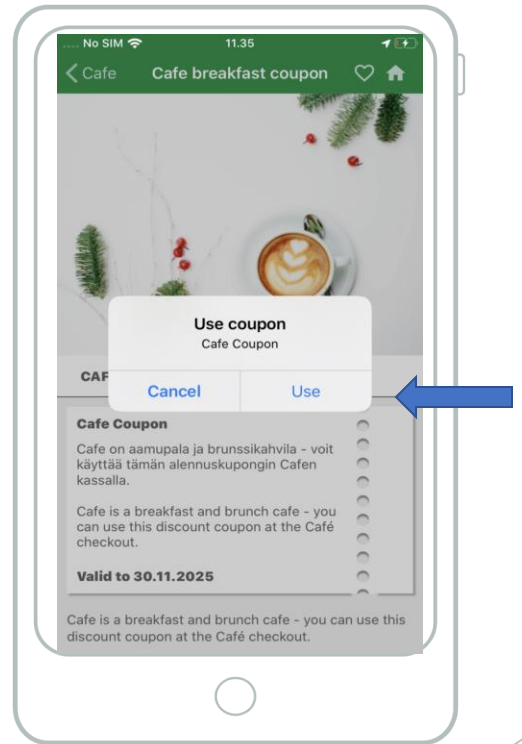 .... No SIM 11.35
Cafe Cafe breakfast coupon
Use coupon
Cafe Coupon
CAF
Cancel Use
Cafe Coupon
Cafe on aamupala ja brunssikahvila - voit
käyttää tämän alennuskupongin Cafen
kassalla.
Cafe is a breakfast and brunch cafe - you
can use this discount coupon at the Café
checkout.
Valid to 30.11.2025
Cafe is a breakfast and brunch cafe - you can use this
discount coupon at the Café checkout.